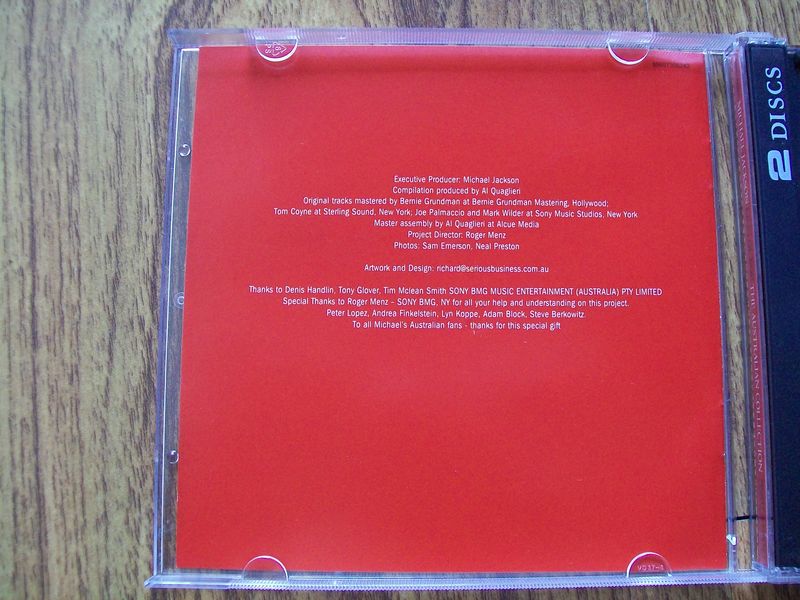 Executive Producer: Michael Jackson
Compilation produced by Al Quaglieri
Original tracks mastered by Bernie Grundman at Bernie Grundman Mastering, Hollywood;
Tom Coyne at Sterling Sound, New York; Joe Palmaccio and Mark Wilder at Sony Music Studios, New York
Master assembly by Al Quaglieri at Alcue Media
Project Director: Roger Menz
Photos: Sam Emerson, Neal Preston
Artwork and Design: richard@seriousbusiness.com.au
Thanks to Denis Handlin, Tony Glover, Tim Mclean Smith SONY BMG MUSIC ENTERTAINMENT (AUSTRALIA) PTY LIMITED
Special Thanks to Roger Menz – SONY BMG, NY for all your help and understanding on this project.
Peter Lopez, Andrea Finkelstein, Lyn Koppe, Adam Block, Steve Berkowitz.
To all Michael's Australian fans - thanks for this special gift
2 DISCS
MICHAEL JACKSON
THE AUSTRALIAN COLLECTION